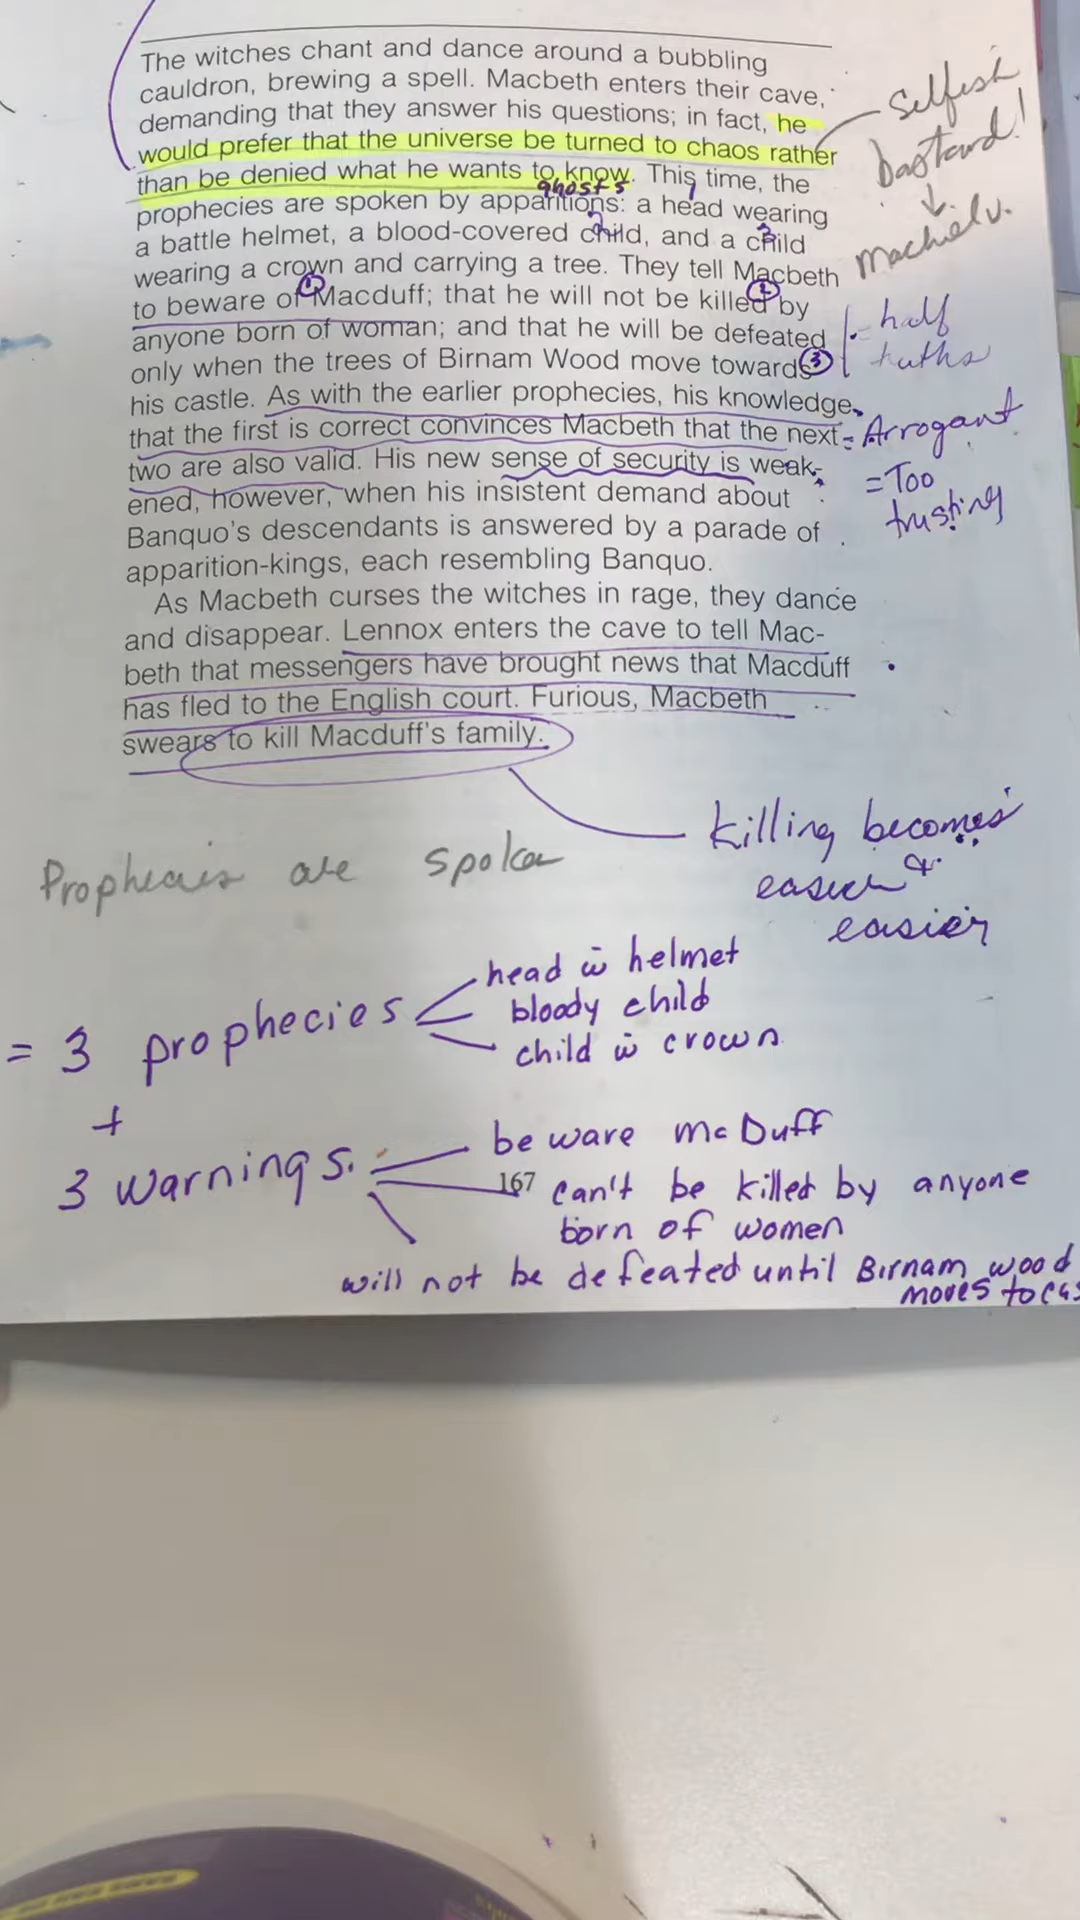 The witches chant and dance around a bubbling
cauldron, brewing a spell. Macbeth enters their cave,
demanding that they answer his questions; in fact, he
would prefer that the universe be turned to chaos rather
than be denied what he wants to know. This time, the
ghosts 1
prophecies are spoken by apparitions: a head wearing
2 3
a battle helmet, a blood-covered child, and a child
wearing a crown and carrying a tree. They tell Macbeth
1 2
to beware of Macduff; that he will not be killed by
anyone born of woman; and that he will be defeated
only when the trees of Birnam Wood move towards 3
his castle. As with the earlier prophecies, his knowledge
that the first is correct convinces Macbeth that the next
two are also valid. His new sense of security is weak-
ened, however, when his insistent demand about
Banquo's descendants is answered by a parade of
apparition-kings, each resembling Banquo.
As Macbeth curses the witches in rage, they dance
and disappear. Lennox enters the cave to tell Mac-
beth that messengers have brought news that Macduff
has fled to the English court. Furious, Macbeth
swears to kill Macduff's family.
Selfish
bastard!
↓
Machielv.
half
truths
= Arrogant
= Too
trusting
killing becomes
easier &
easier
Prophecies are spoken
head w helmet
= 3 prophecies bloody child
child w crown
+
3 warnings. beware mcDuff
167 can't be killed by anyone
born of women
will not be defeated until Birnam wood
moves to cas